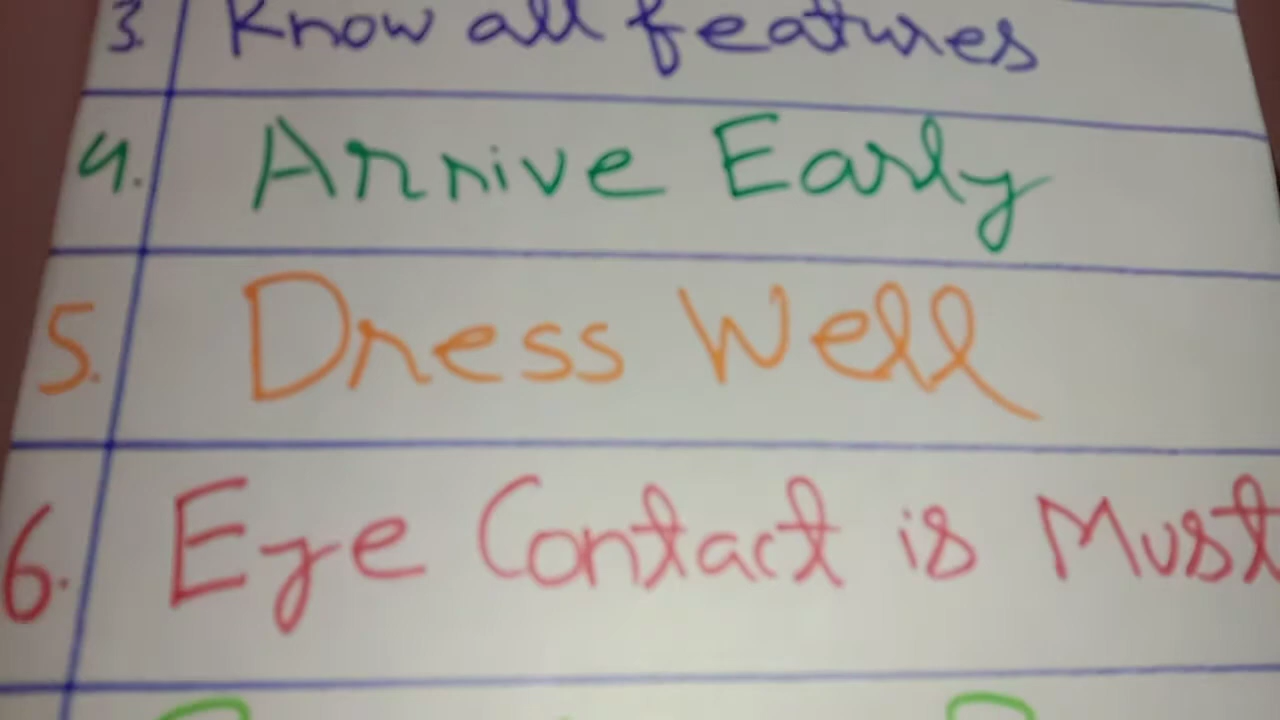 3. Know all features
4. Arrive Early
5. Dress Well
6. Eye Contact is Must